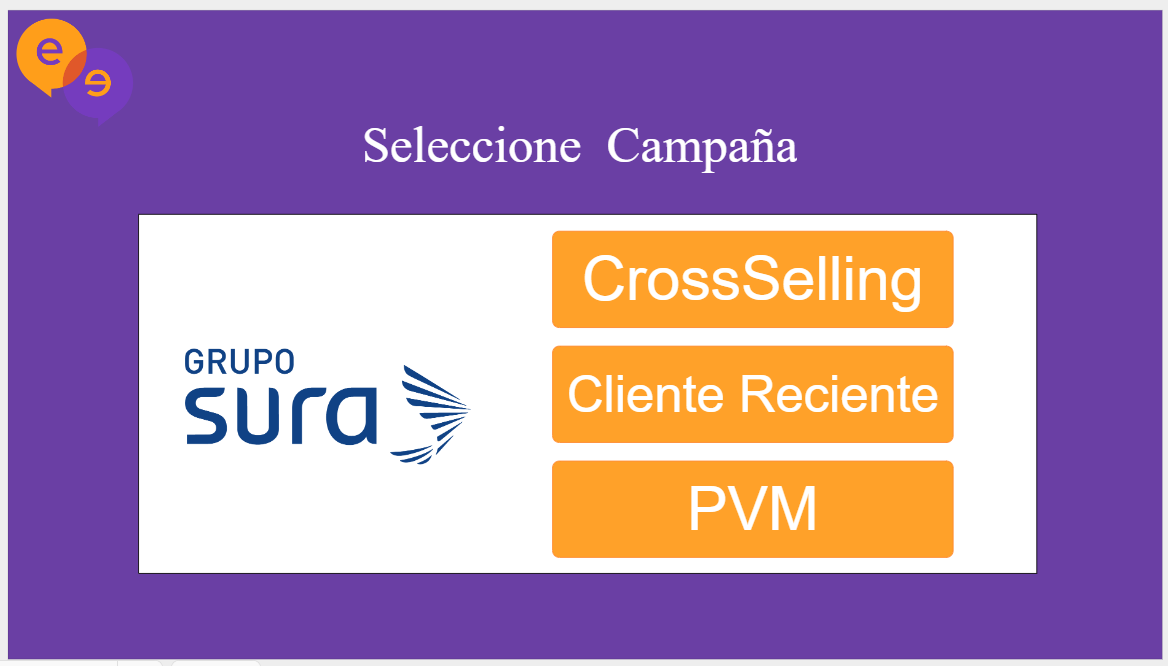 e
e
Seleccione Campaña
GRUPO
sura
CrossSelling
Cliente Reciente
PVM